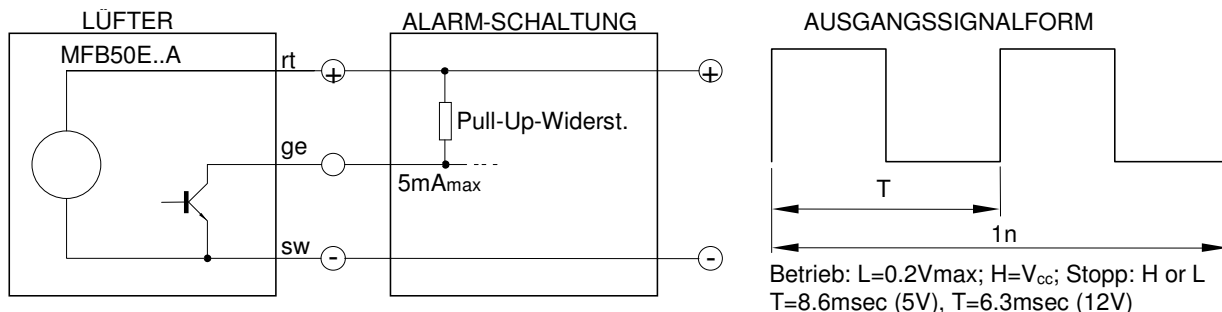 LÜFTER
ALARM-SCHALTUNG
AUSGANGSSIGNALFORM
MFB50E..A
rt
+
+
Pull-Up-Widerst.
ge
5mAmax
T
1n
sw
-
-
Betrieb: L=0.2Vmax; H=Vcc; Stopp: H or L
T=8.6msec (5V), T=6.3msec (12V)